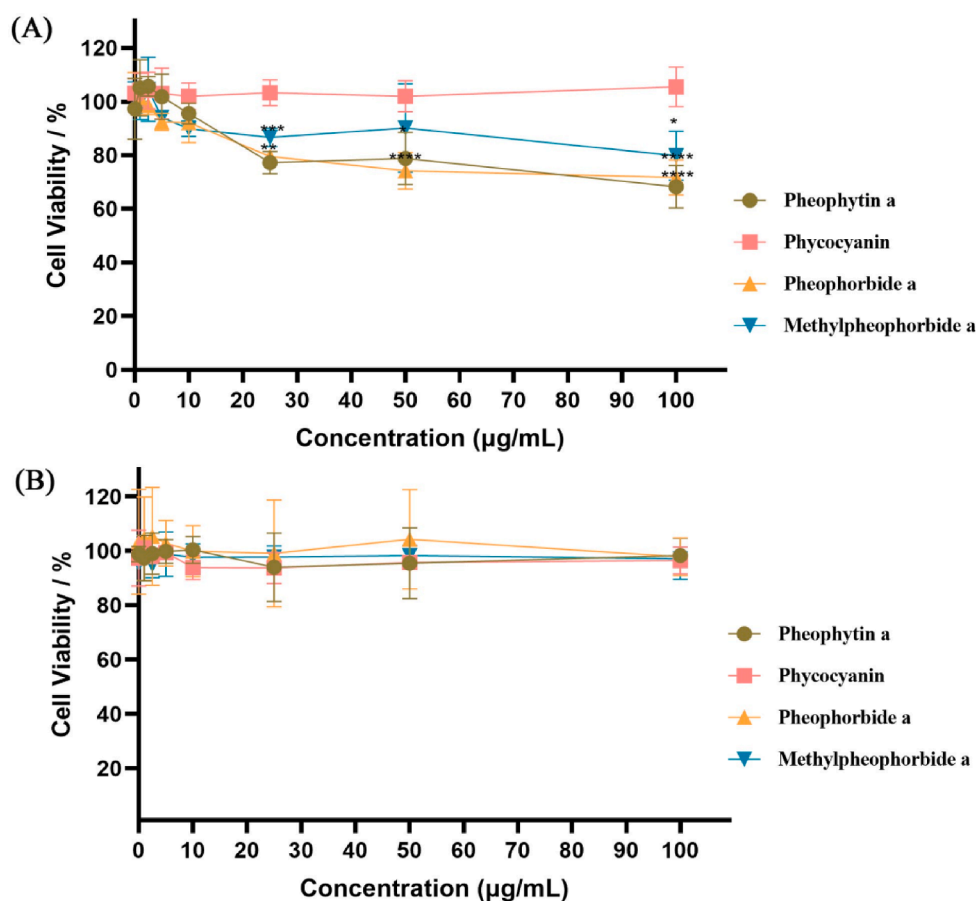 (A)
120
100
80
60
40
20
0
Cell Viability / %
***
**
*
****
*
****
****
0 10 20 30 40 50 60 70 80 90 100
Concentration (µg/mL)
Pheophytin a
Phycocyanin
Pheophorbide a
Methylpheophorbide a
(B)
120
100
80
60
40
20
Cell Viability / %
0 10 20 30 40 50 60 70 80 90 100
Concentration (µg/mL)
Pheophytin a
Phycocyanin
Pheophorbide a
Methylpheophorbide a